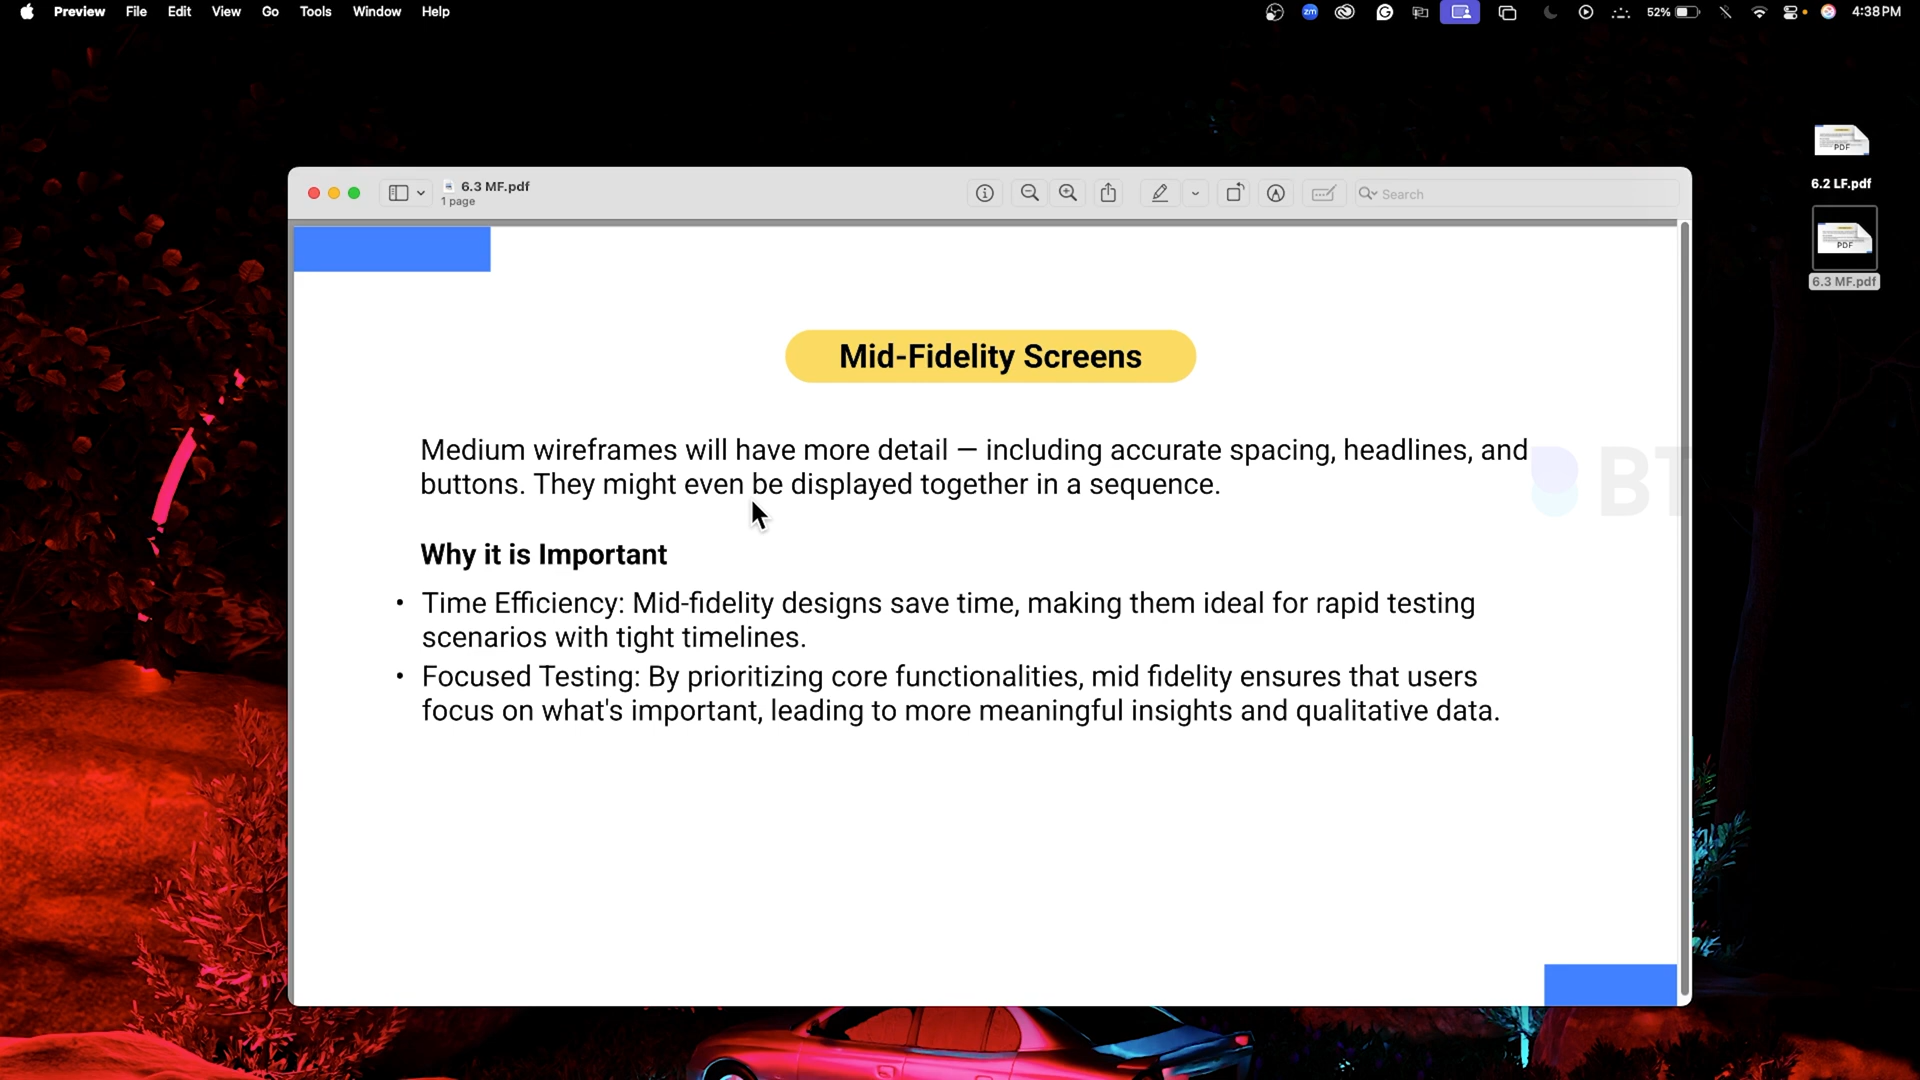 Preview File Edit View Go Tools Window Help
zm 52% 4:38PM
PDF
6.2 LF.pdf
PDF
6.3 MF.pdf
6.3 MF.pdf
1 page
Search
Mid-Fidelity Screens
Medium wireframes will have more detail — including accurate spacing, headlines, and
buttons. They might even be displayed together in a sequence.
BT
Why it is Important
• Time Efficiency: Mid-fidelity designs save time, making them ideal for rapid testing
scenarios with tight timelines.
• Focused Testing: By prioritizing core functionalities, mid fidelity ensures that users
focus on what's important, leading to more meaningful insights and qualitative data.